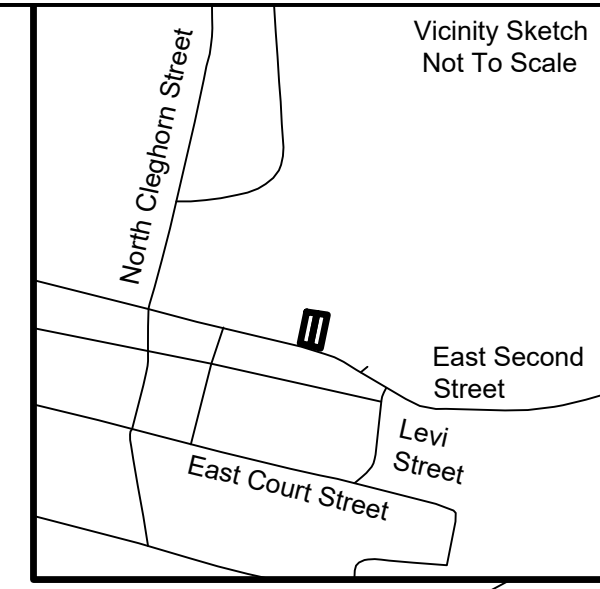 Vicinity Sketch
Not To Scale
North Cleghorn Street
East Second
Street
Levi
Street
East Court Street